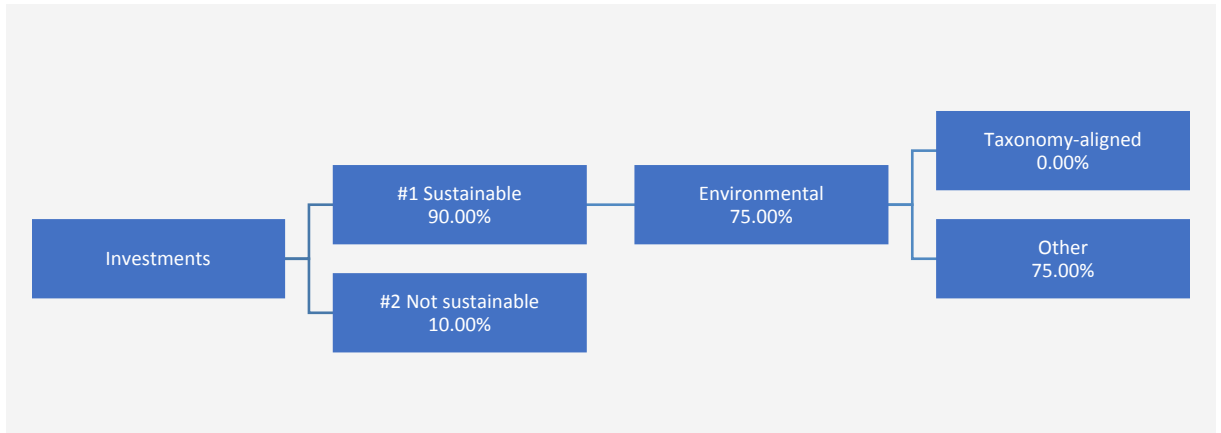 Investments
#1 Sustainable
90.00%
#2 Not sustainable
10.00%
Environmental
75.00%
Taxonomy-aligned
0.00%
Other
75.00%